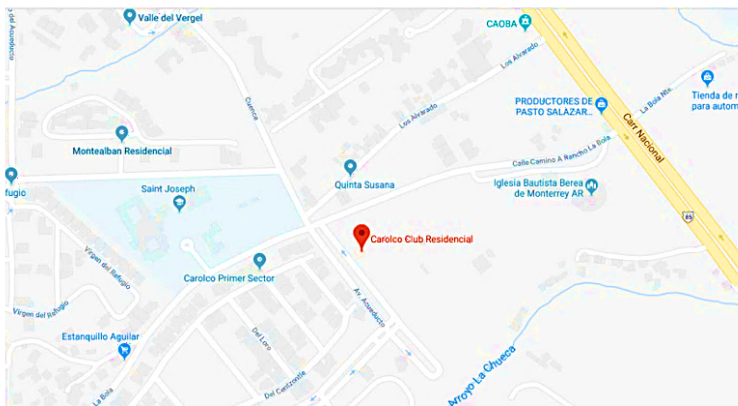 Valle del Vergel
CAOBA
Los Alvarado
La Bola Nte.
Tienda de r
para autom
PRODUCTORES DE
PASTO SALAZAR...
Carr Nacional
Cuenca
Los Alvarado
Montealban Residencial
Calle Camino A Rancho La Bola
efugio
Saint Joseph
Quinta Susana
Iglesia Bautista Berea
de Monterrey AR
85
Carolco Club Residencial
Virgen del Refugio
Carolco Primer Sector
Virgen del Refugio
Av. Acueducto
Estanquillo Aguilar
Del Loro
Arroyo La Chueca
La Bola
Del Cenzontle